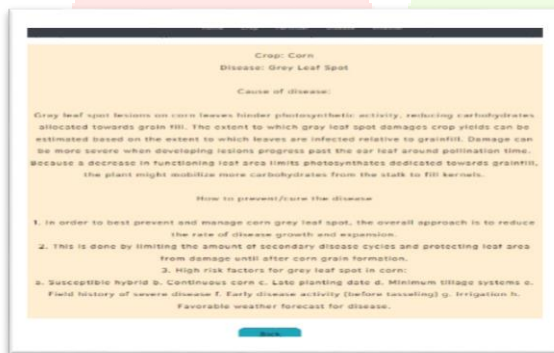 Crop: Corn
Disease: Grey Leaf Spot
Cause of disease:
Gray leaf spot lesions on corn leaves hinder photosynthetic activity, reducing carbohydrates
allocated towards grain fill. The extent to which gray leaf spot damages crop yields can be
estimated based on the extent to which leaves are infected relative to grainfill. Damage can
be more severe when developing lesions progress past the ear leaf around pollination time.
Because a decrease in functioning leaf area limits photosynthates dedicated towards grainfill,
the plant might mobilize more carbohydrates from the stalk to fill kernels.
How to prevent/cure the disease
1. In order to best prevent and manage corn grey leaf spot, the overall approach is to reduce
the rate of disease growth and expansion.
2. This is done by limiting the amount of secondary disease cycles and protecting leaf area
from damage until after corn grain formation.
3. High risk factors for grey leaf spot in corn:
a. Susceptible hybrid b. Continuous corn c. Late planting date d. Minimum tillage systems e.
Field history of severe disease f. Early disease activity (before tasseling) g. Irrigation h.
Favorable weather forecast for disease.
Back